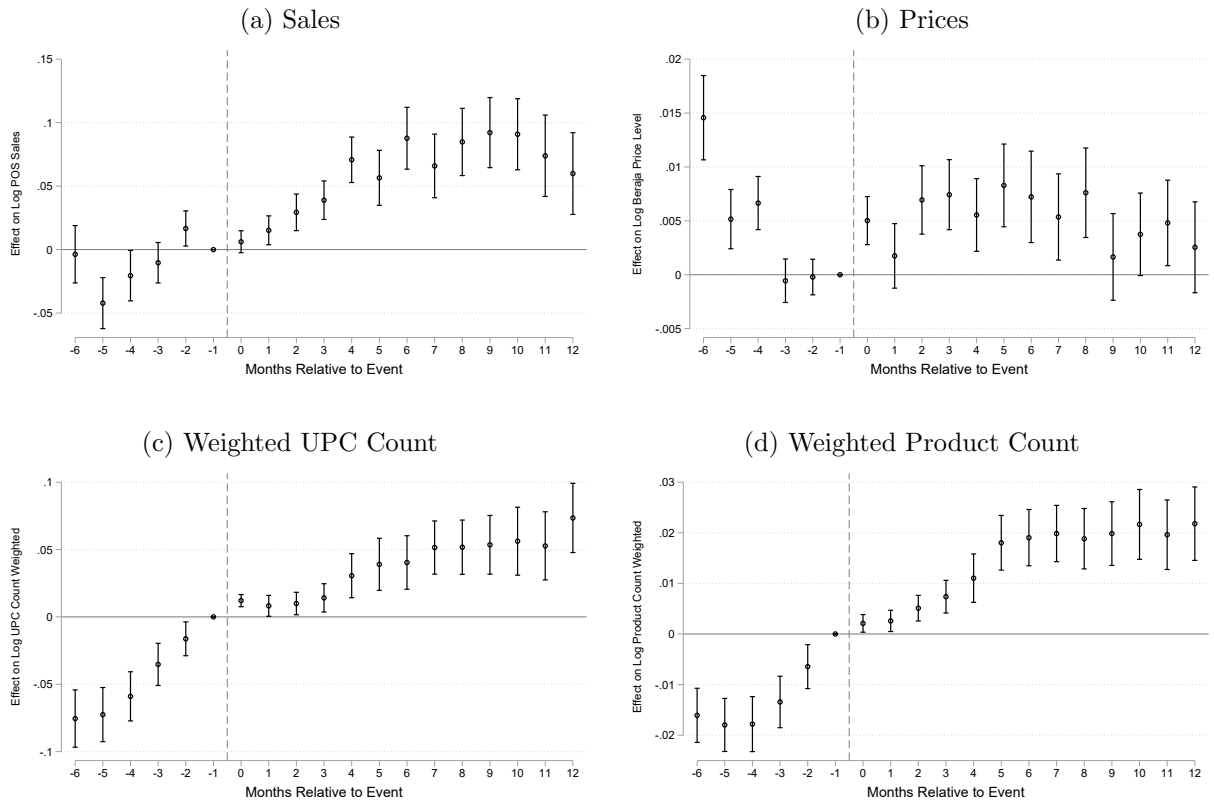 (a) Sales
Effect on Log POS Sales
.15
.1
.05
0
-.05
-6 -5 -4 -3 -2 -1 0 1 2 3 4 5 6 7 8 9 10 11 12
Months Relative to Event
(b) Prices
Effect on Log Beraja Price Level
.02
.015
.01
.005
0
-.005
-6 -5 -4 -3 -2 -1 0 1 2 3 4 5 6 7 8 9 10 11 12
Months Relative to Event
(c) Weighted UPC Count
Effect on Log UPC Count Weighted
.1
.05
0
-.05
-.1
-6 -5 -4 -3 -2 -1 0 1 2 3 4 5 6 7 8 9 10 11 12
Months Relative to Event
(d) Weighted Product Count
Effect on Log Product Count Weighted
.03
.02
.01
0
-.01
-.02
-6 -5 -4 -3 -2 -1 0 1 2 3 4 5 6 7 8 9 10 11 12
Months Relative to Event